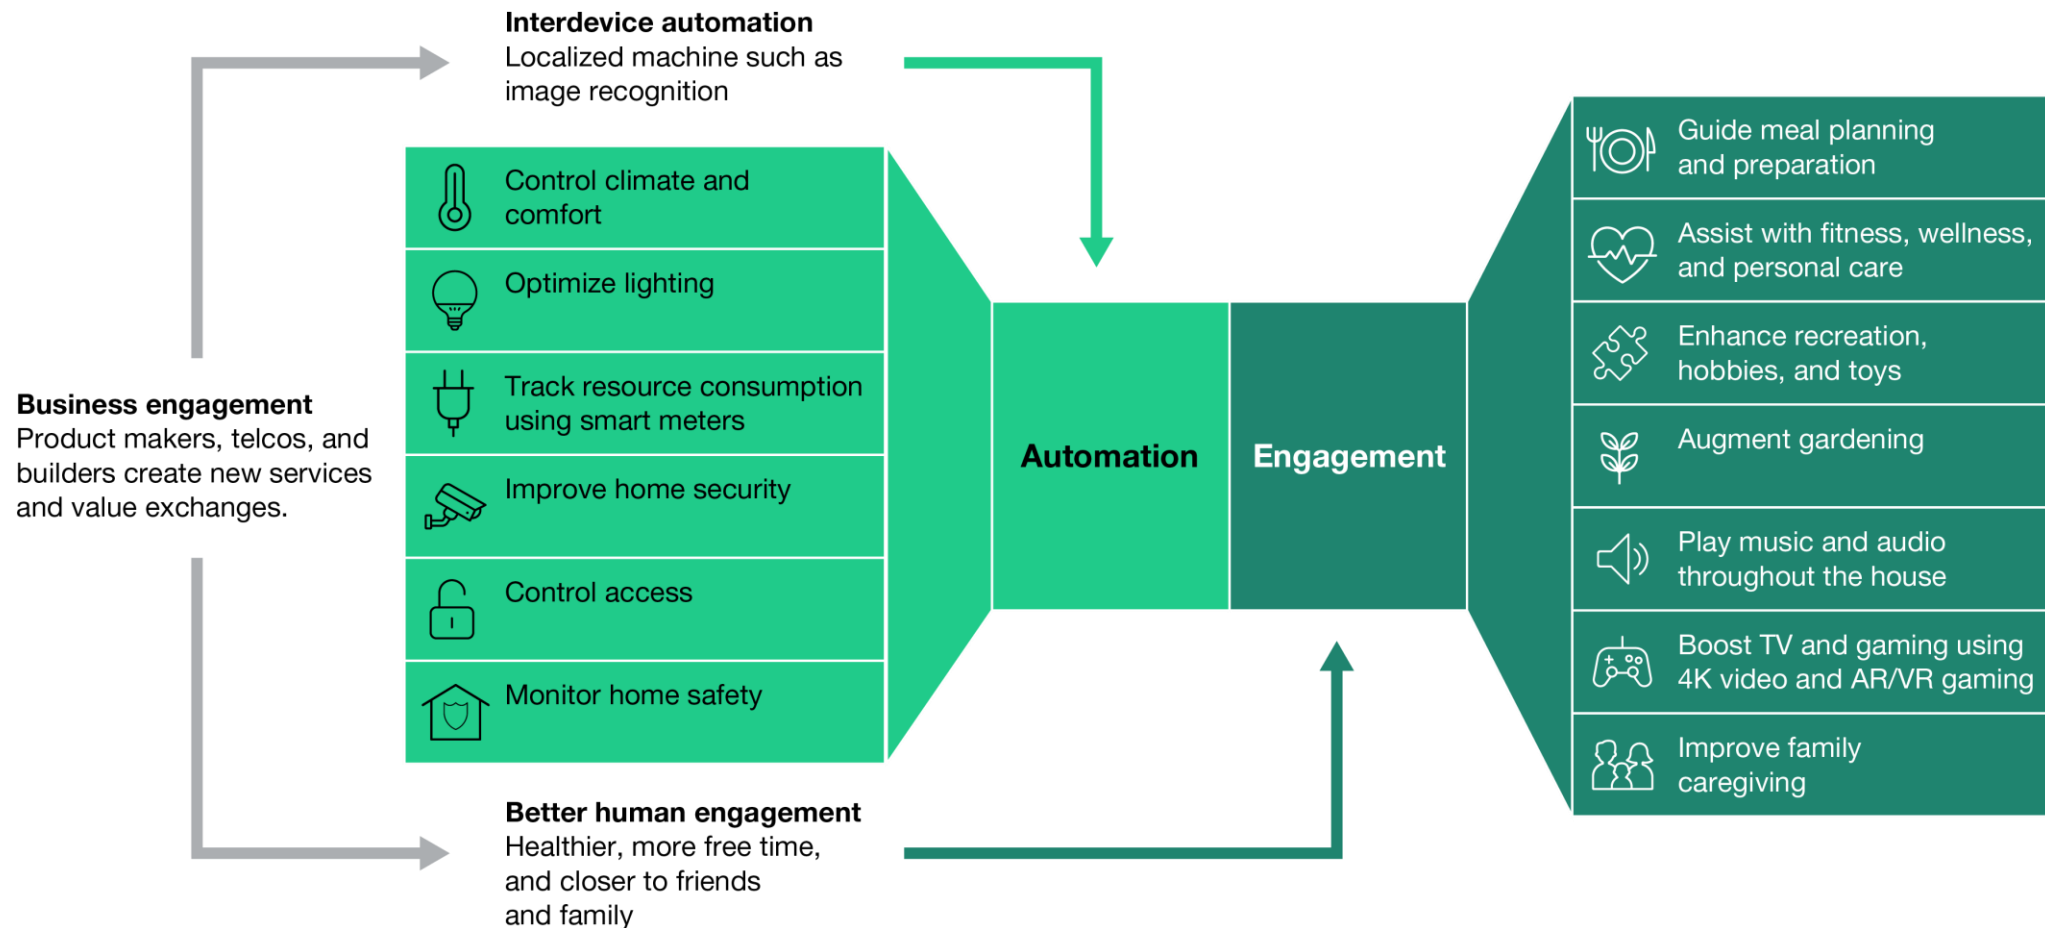 Interdevice automation
Localized machine such as
image recognition
Business engagement
Product makers, telcos, and
builders create new services
and value exchanges.
Control climate and
comfort
Optimize lighting
Track resource consumption
using smart meters
Improve home security
Control access
Monitor home safety
Better human engagement
Healthier, more free time,
and closer to friends
and family
Automation
Engagement
Guide meal planning
and preparation
Assist with fitness, wellness,
and personal care
Enhance recreation,
hobbies, and toys
Augment gardening
Play music and audio
throughout the house
Boost TV and gaming using
4K video and AR/VR gaming
Improve family
caregiving